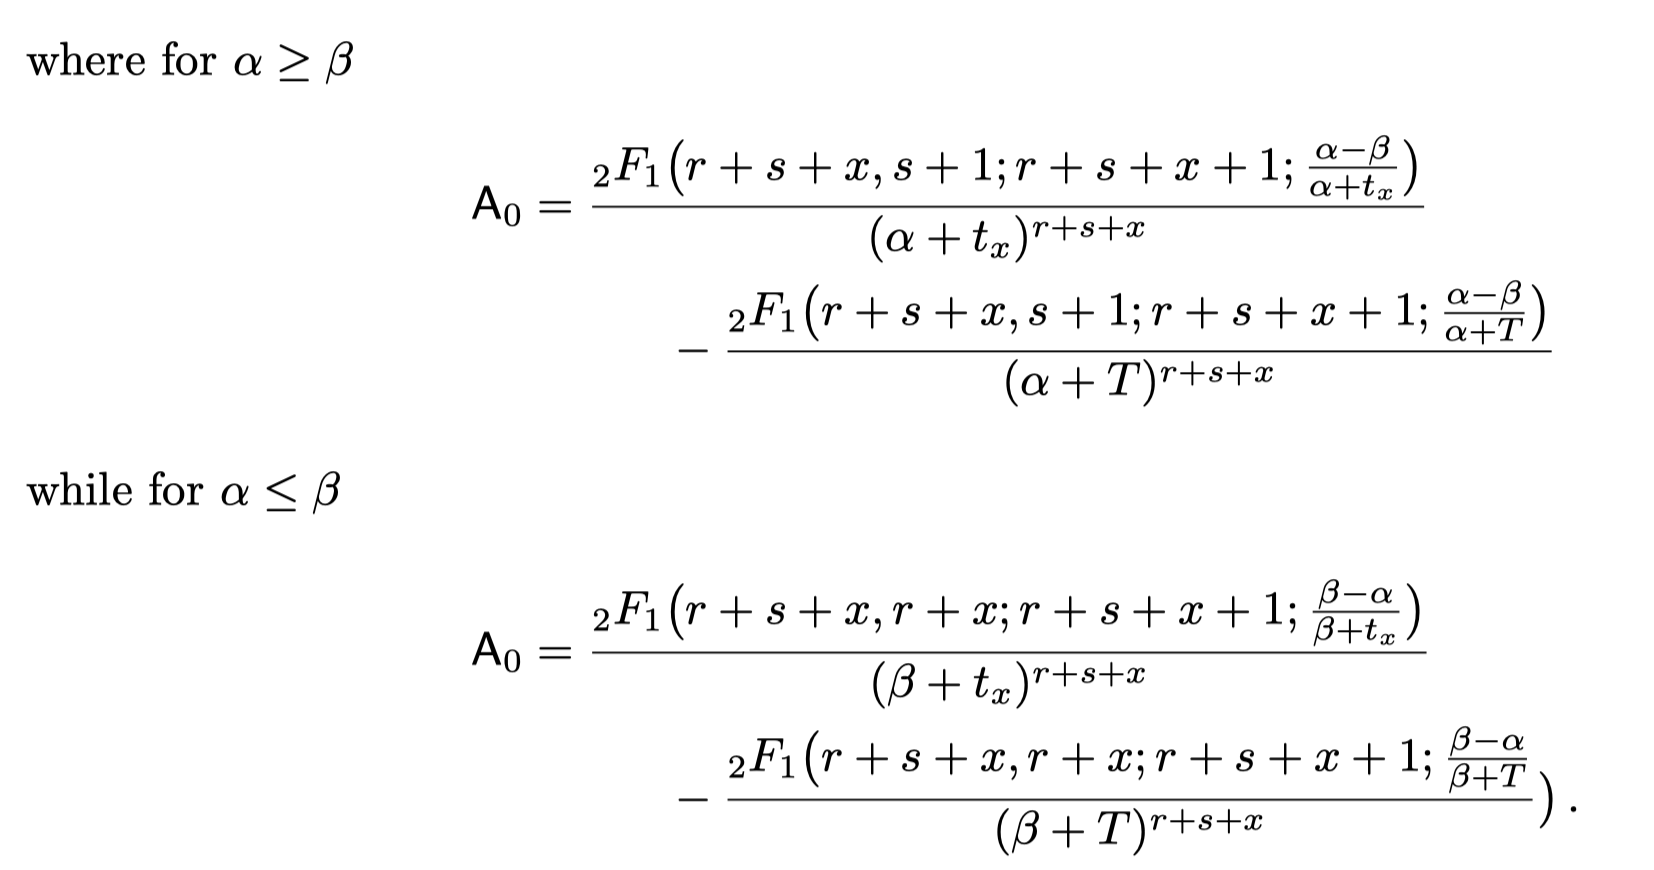 where for α ≥ β
A₀ = ₂F₁(r + s + x, s + 1; r + s + x + 1; (α−β)/(α+tₓ)) / (α + tₓ)^{r+s+x}
− ₂F₁(r + s + x, s + 1; r + s + x + 1; (α−β)/(α+T)) / (α + T)^{r+s+x}
while for α ≤ β
A₀ = ₂F₁(r + s + x, r + x; r + s + x + 1; (β−α)/(β+tₓ)) / (β + tₓ)^{r+s+x}
− ₂F₁(r + s + x, r + x; r + s + x + 1; (β−α)/(β+T) / (β + T)^{r+s+x} ) .